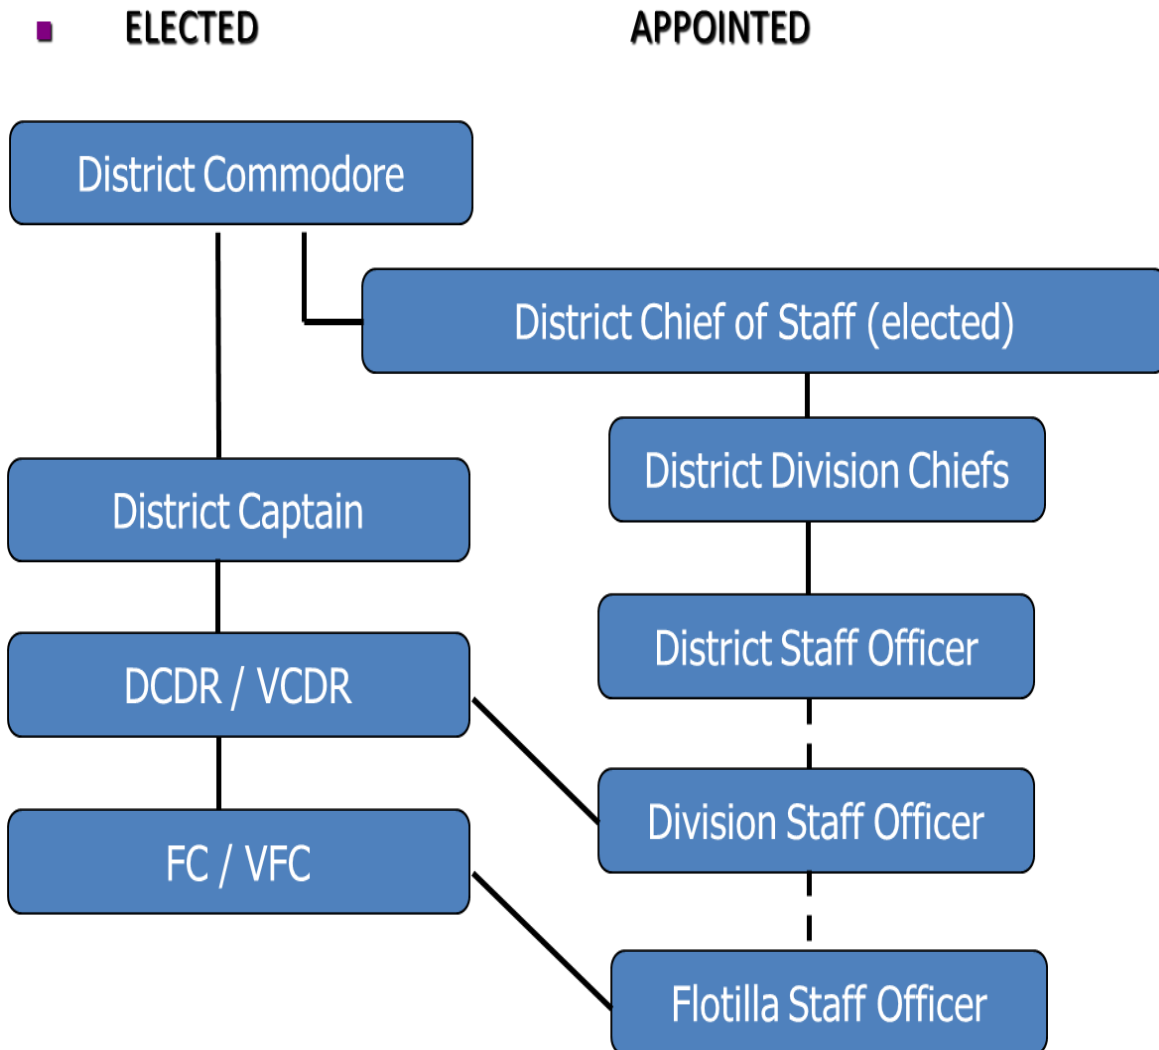 ELECTED APPOINTED
District Commodore
District Chief of Staff (elected)
District Division Chiefs
District Captain
District Staff Officer
DCDR / VCDR
Division Staff Officer
FC / VFC
Flotilla Staff Officer